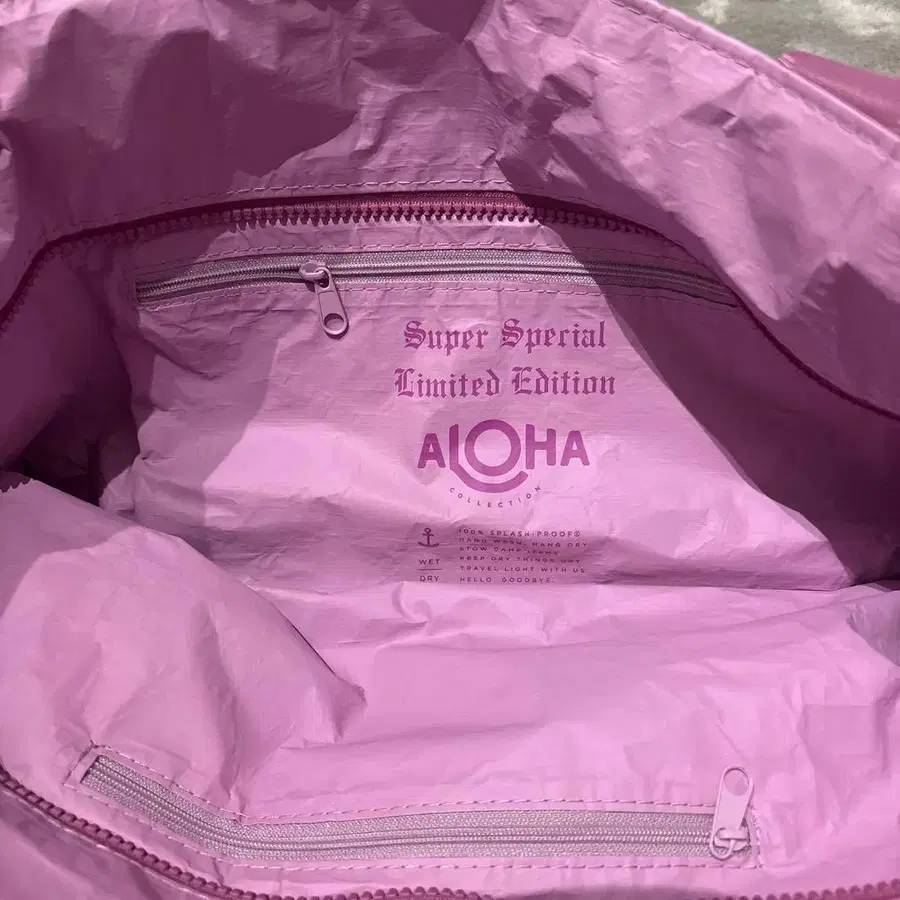 Super Special
Limited Edition
ALOHA
COLLECTION
100% SPLASH-PROOF®
HAND WASH, HANG DRY
STOW DAMP ITEMS
KEEP DRY THINGS DRY
TRAVEL LIGHT WITH US
HELLO. GOODBYE.
WET
DRY